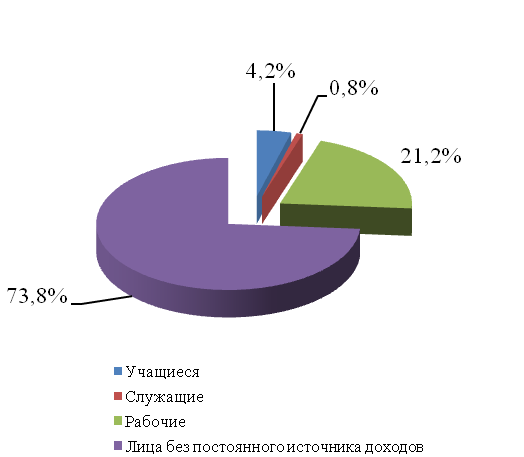 4,2%
0,8%
21,2%
73,8%
Учащиеся
Служащие
Рабочие
Лица без постоянного источника доходов